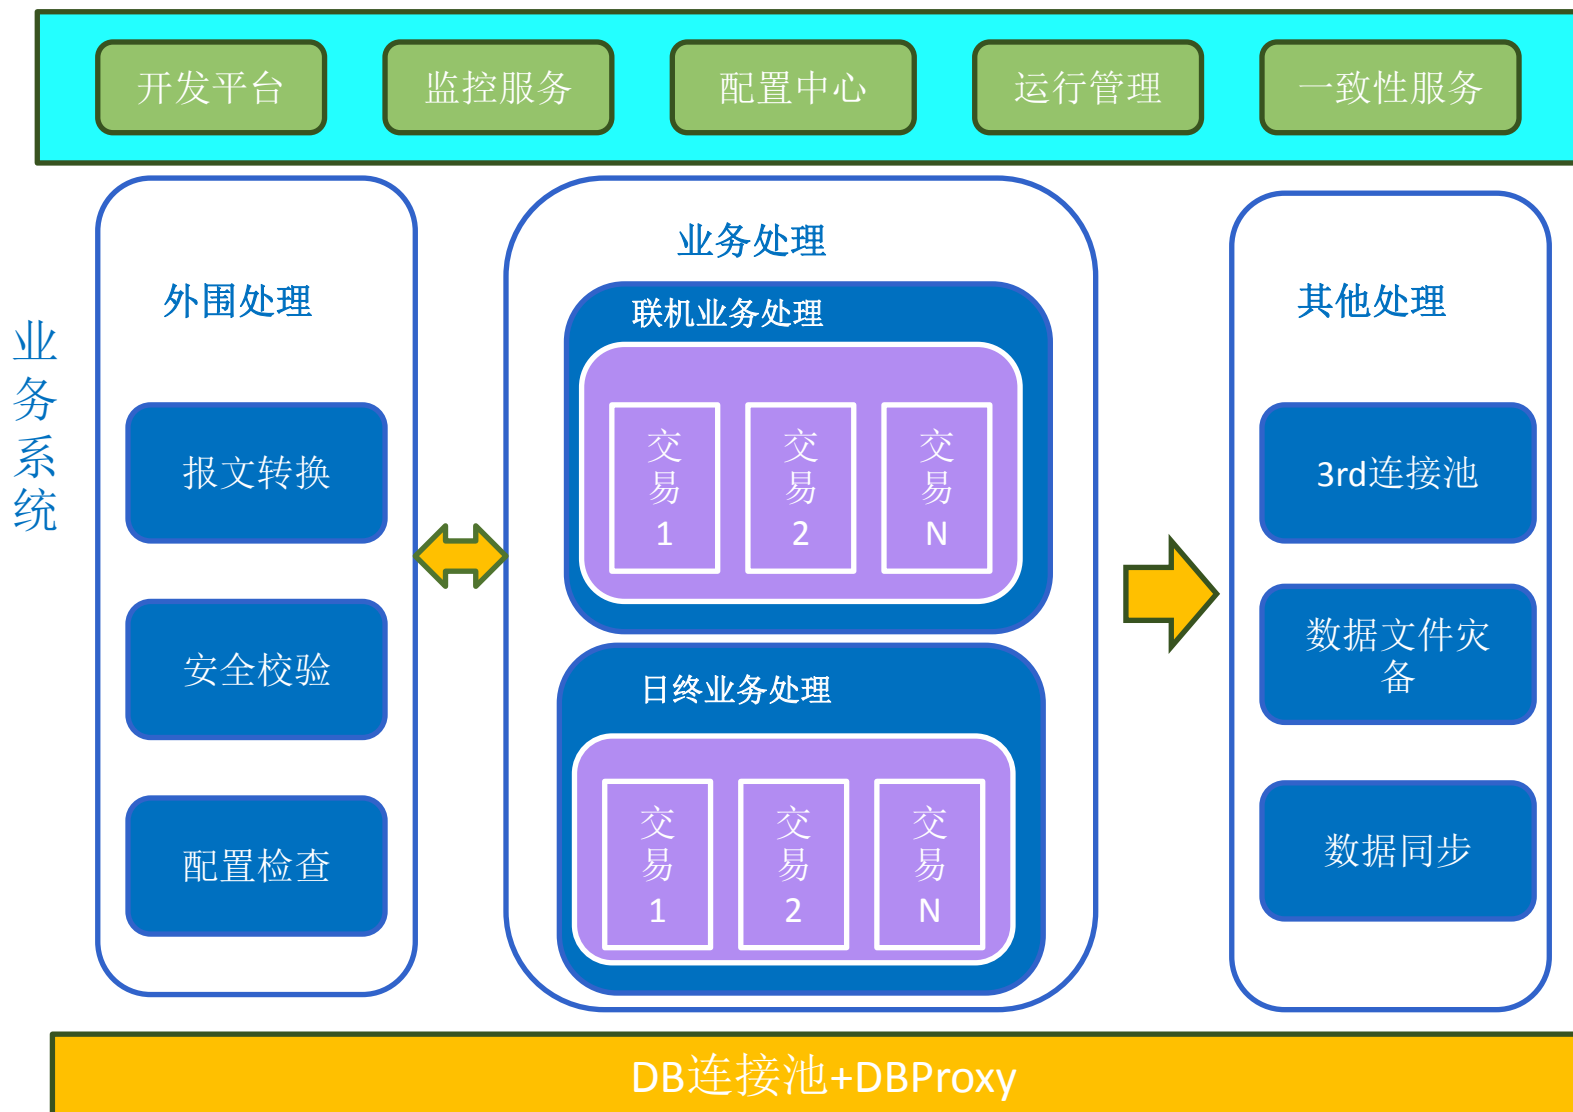 开发平台
监控服务
配置中心
运行管理
一致性服务
业
务
系
统
外围处理
报文转换
安全校验
配置检查
业务处理
联机业务处理
交
易
1
交
易
2
交
易
N
日终业务处理
交
易
1
交
易
2
交
易
N
其他处理
3rd连接池
数据文件灾
备
数据同步
DB连接池+DBProxy